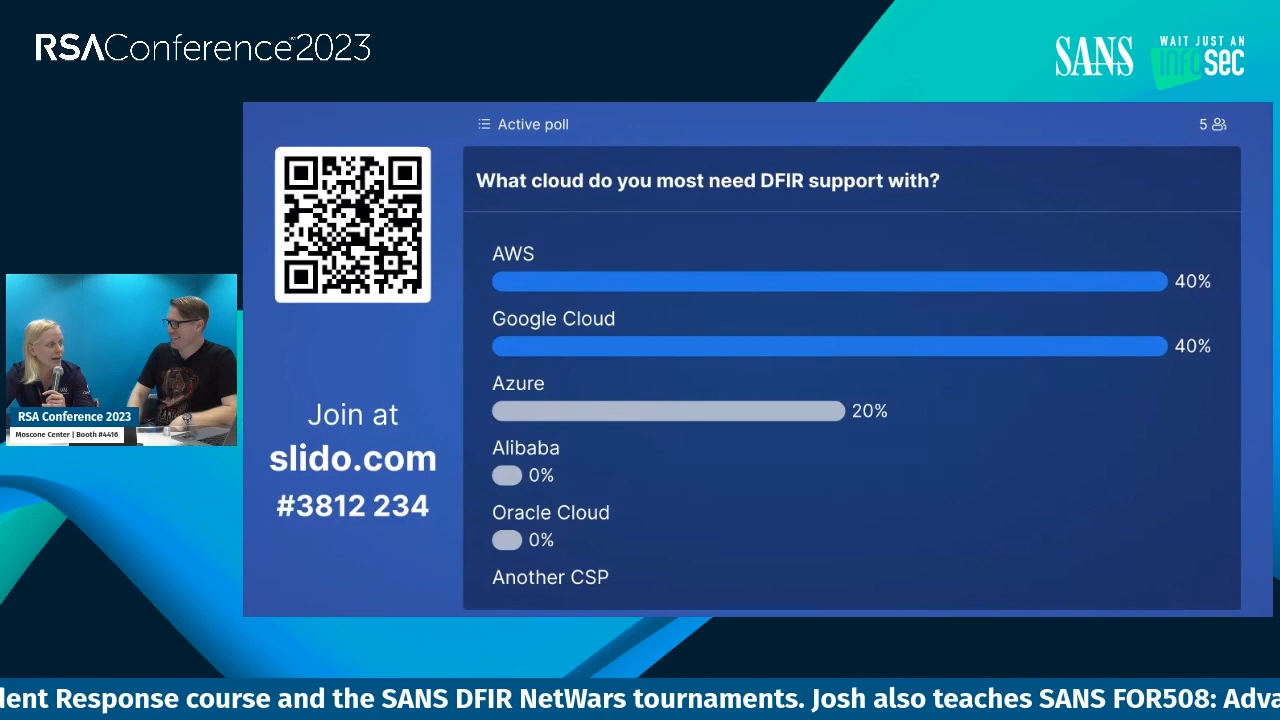 RSAConference™2023
SANS
WAIT JUST AN
infosec
Active poll
5
What cloud do you most need DFIR support with?
AWS
40%
Google Cloud
40%
Azure
20%
Alibaba
0%
Oracle Cloud
0%
Another CSP
Join at
slido.com
#3812 234
RSA Conference 2023
Moscone Center | Booth #4416
dent Response course and the SANS DFIR NetWars tournaments. Josh also teaches SANS FOR508: Adva